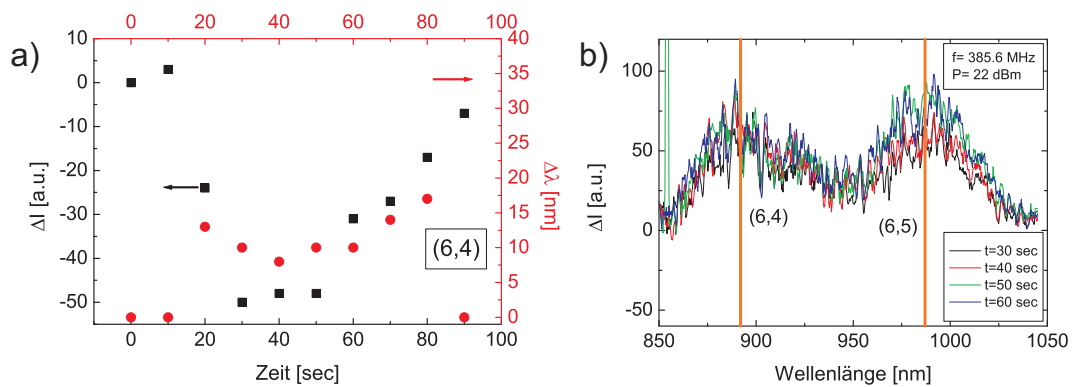 a)
0 20 40 60 80 100
10
0
-10
-20
-30
-40
-50
ΔI [a.u.]
40
35
30
25
20
15
10
5
0
Δλ [nm]
(6,4)
0 20 40 60 80 100
Zeit [sec]
b)
f= 385.6 MHz
P= 22 dBm
100
50
0
-50
ΔI [a.u.]
(6,4)
(6,5)
t=30 sec
t=40 sec
t=50 sec
t=60 sec
850 900 950 1000 1050
Wellenlänge [nm]